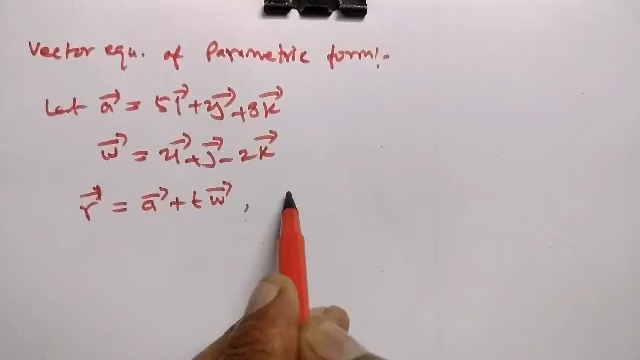 Vector equ. of Parametric form:-
Let a⃗ = 5i⃗ + 2j⃗ + 8k⃗
w⃗ = 2i⃗ + j⃗ - 2k⃗
r⃗ = a⃗ + t w⃗ ,